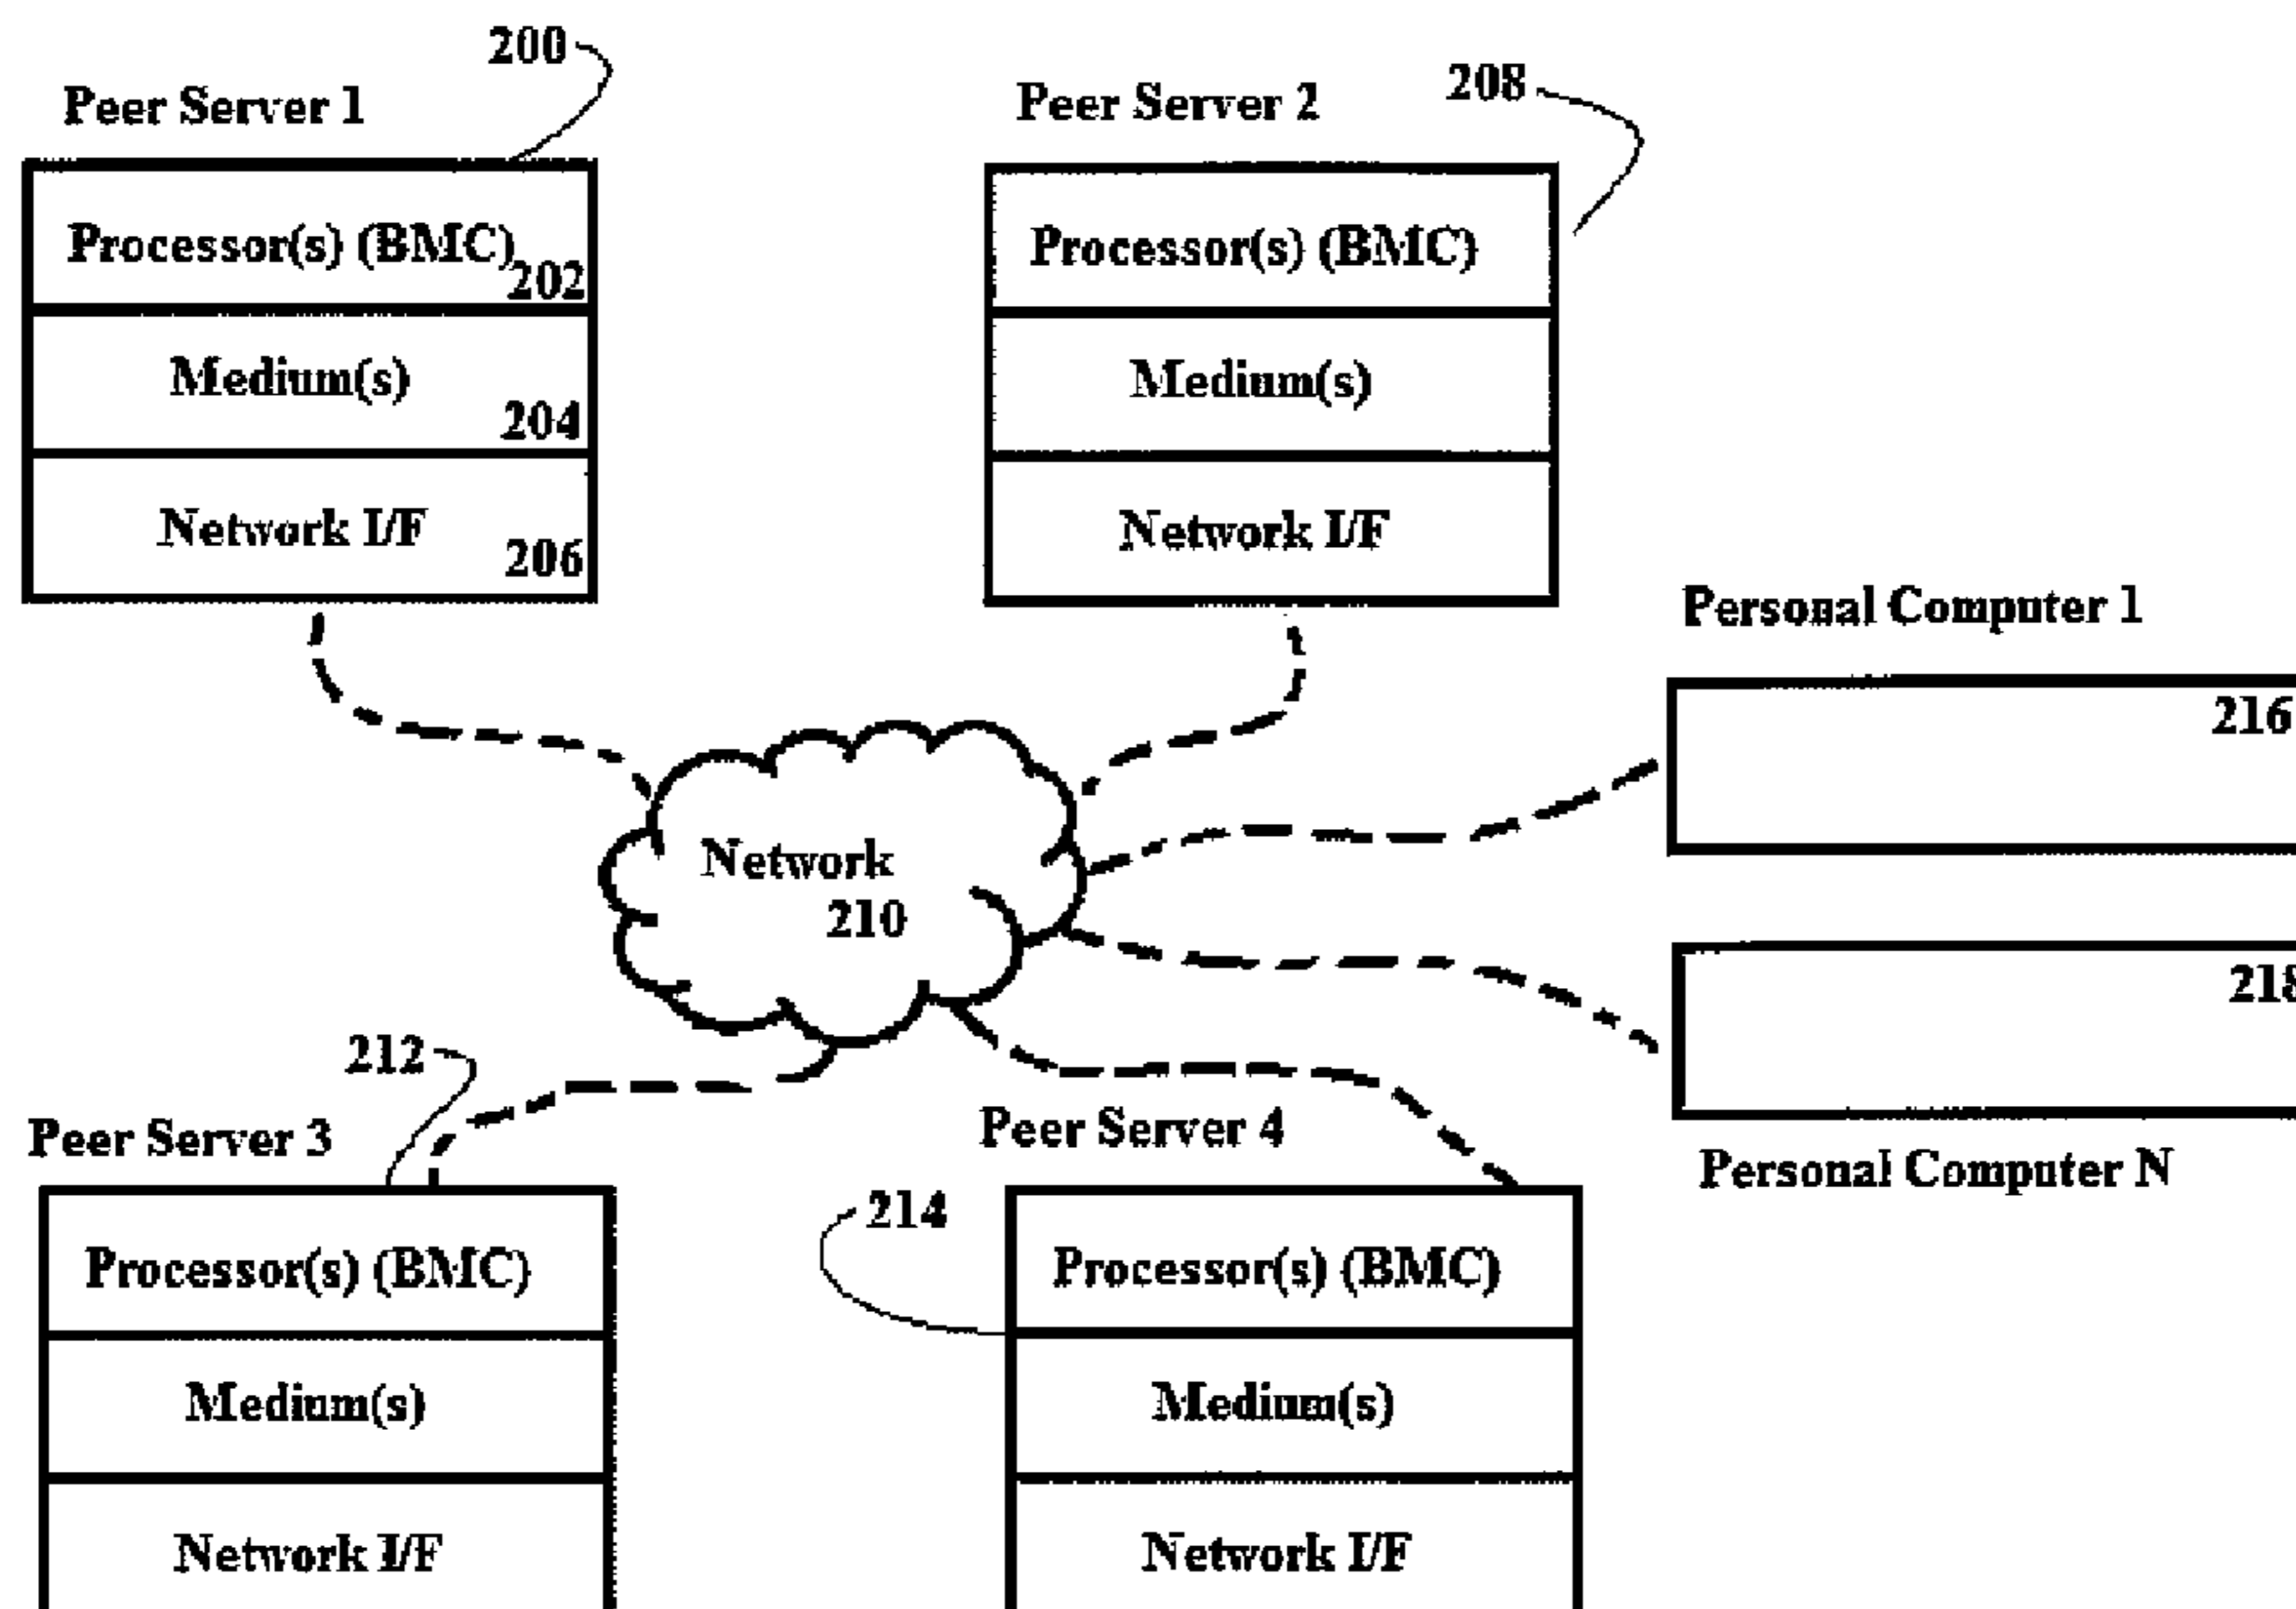 200
Peer Server 1
Processor(s) (BMC)
202
Medium(s)
204
Network I/F
206
208
Peer Server 2
Processor(s) (BMC)
Medium(s)
Network I/F
Personal Computer 1
216
Network
210
218
Personal Computer N
212
Peer Server 3
Processor(s) (BMC)
Medium(s)
Network I/F
Peer Server 4
214
Processor(s) (BMC)
Medium(s)
Network I/F